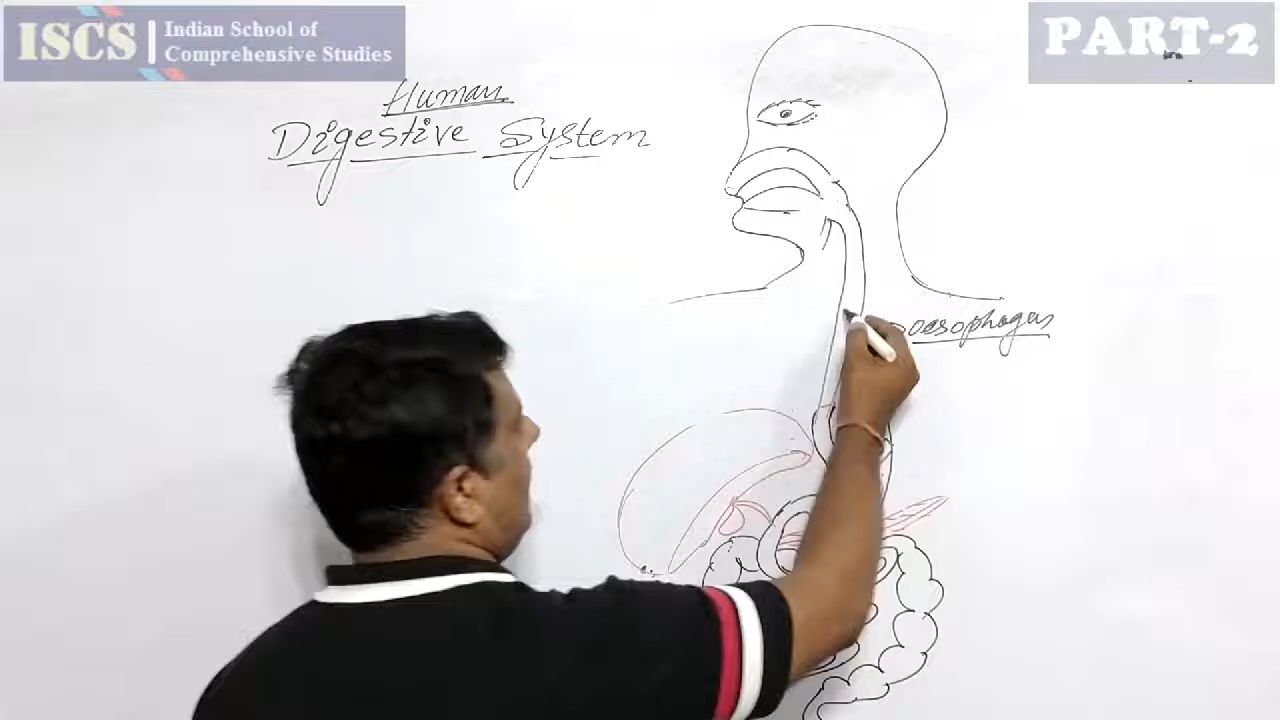 ISCS
Indian School of
Comprehensive Studies
PART-2
Human
Digestive System
oesophagus